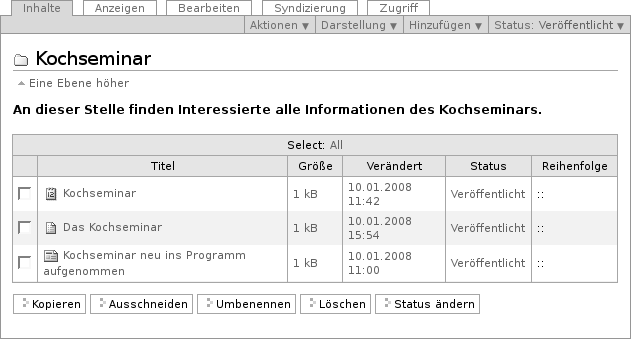 Inhalte Anzeigen Bearbeiten Syndizierung Zugriff
Aktionen Darstellung Hinzufügen Status: Veröffentlicht
Kochseminar
Eine Ebene höher
An dieser Stelle finden Interessierte alle Informationen des Kochseminars.
Select: All
Titel Größe Verändert Status Reihenfolge
Kochseminar 1 kB 10.01.2008 11:42 Veröffentlicht ::
Das Kochseminar 1 kB 10.01.2008 15:54 Veröffentlicht ::
Kochseminar neu ins Programm aufgenommen 1 kB 10.01.2008 11:00 Veröffentlicht ::
Kopieren Ausschneiden Umbenennen Löschen Status ändern